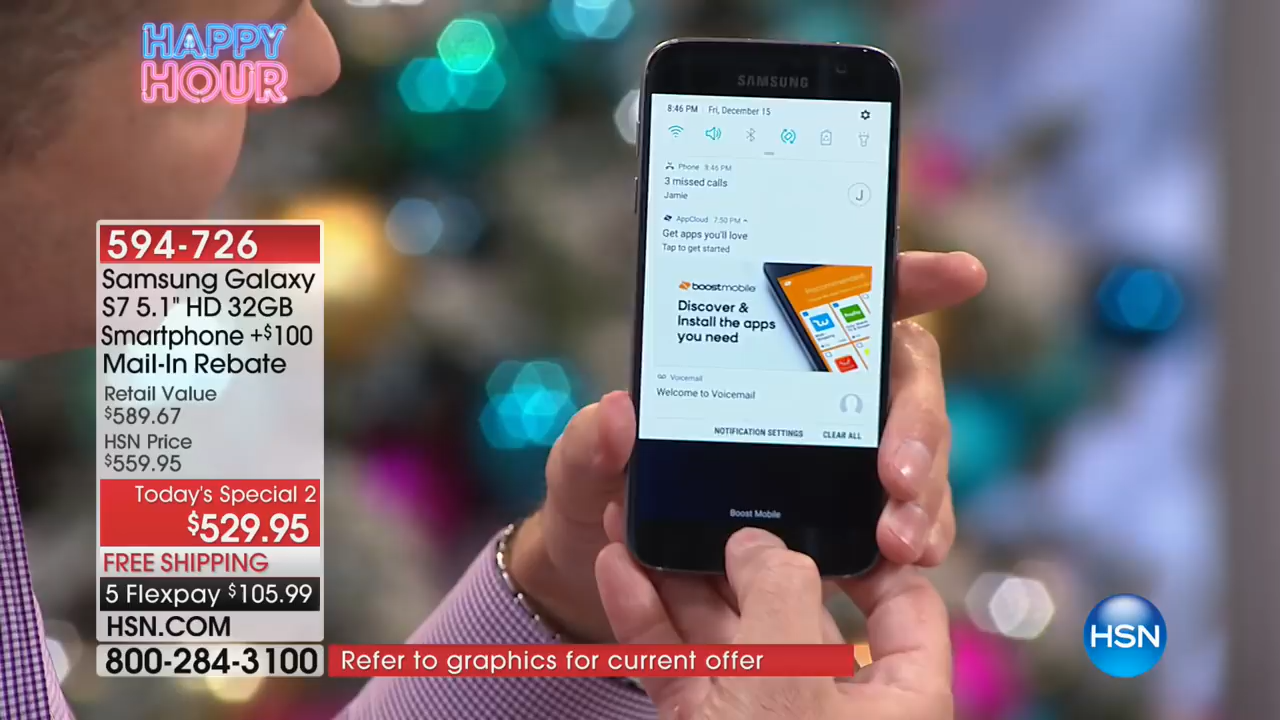 HAPPY
HOUR
594-726
Samsung Galaxy
S7 5.1" HD 32GB
Smartphone +$100
Mail-In Rebate
Retail Value
$589.67
HSN Price
$559.95
Today's Special 2
$529.95
FREE SHIPPING
5 Flexpay $105.99
HSN.COM
800-284-3100
Refer to graphics for current offer
HSN
SAMSUNG
8:46 PM Fri, December 15
Phone 8:46 PM
3 missed calls
Jamie
J
AppCloud 7:50 PM
Get apps you'll love
Tap to get started
boostmobile
Discover &
Install the apps
you need
Recommended
Voicemail
Welcome to Voicemail
NOTIFICATION SETTINGS CLEAR ALL
Boost Mobile